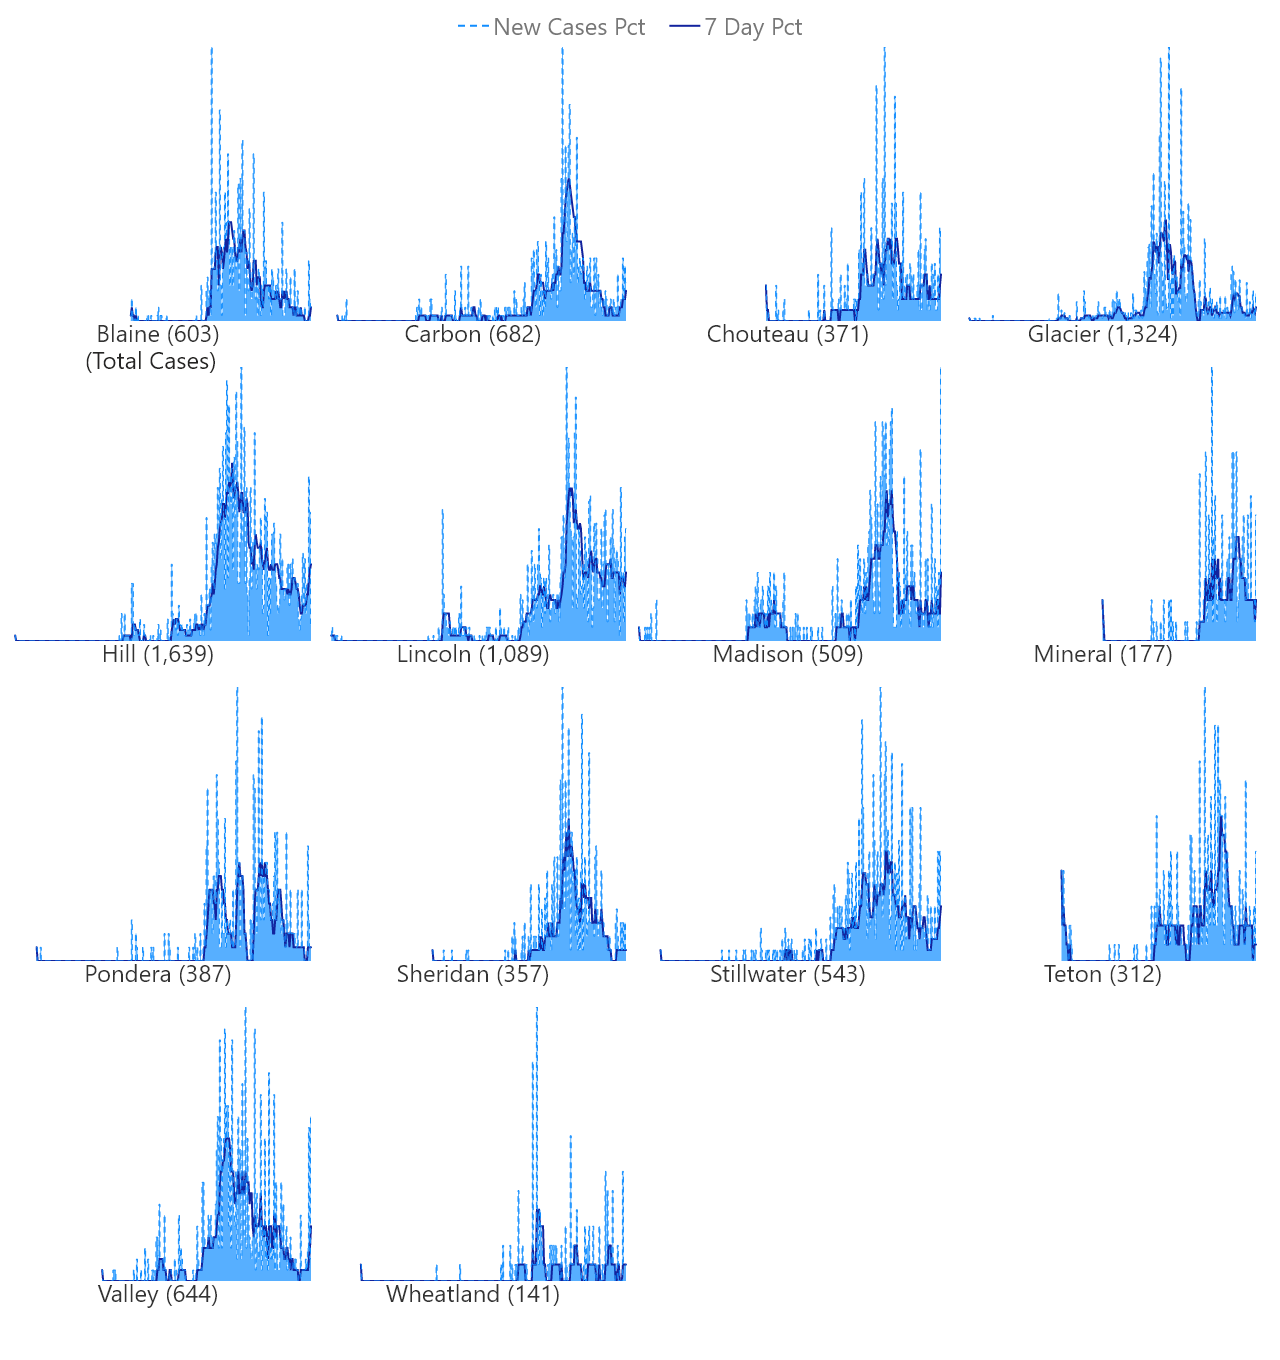 New Cases Pct 7 Day Pct
Blaine (603) Carbon (682) Chouteau (371) Glacier (1,324)
(Total Cases)
Hill (1,639) Lincoln (1,089) Madison (509) Mineral (177)
Pondera (387) Sheridan (357) Stillwater (543) Teton (312)
Valley (644) Wheatland (141)